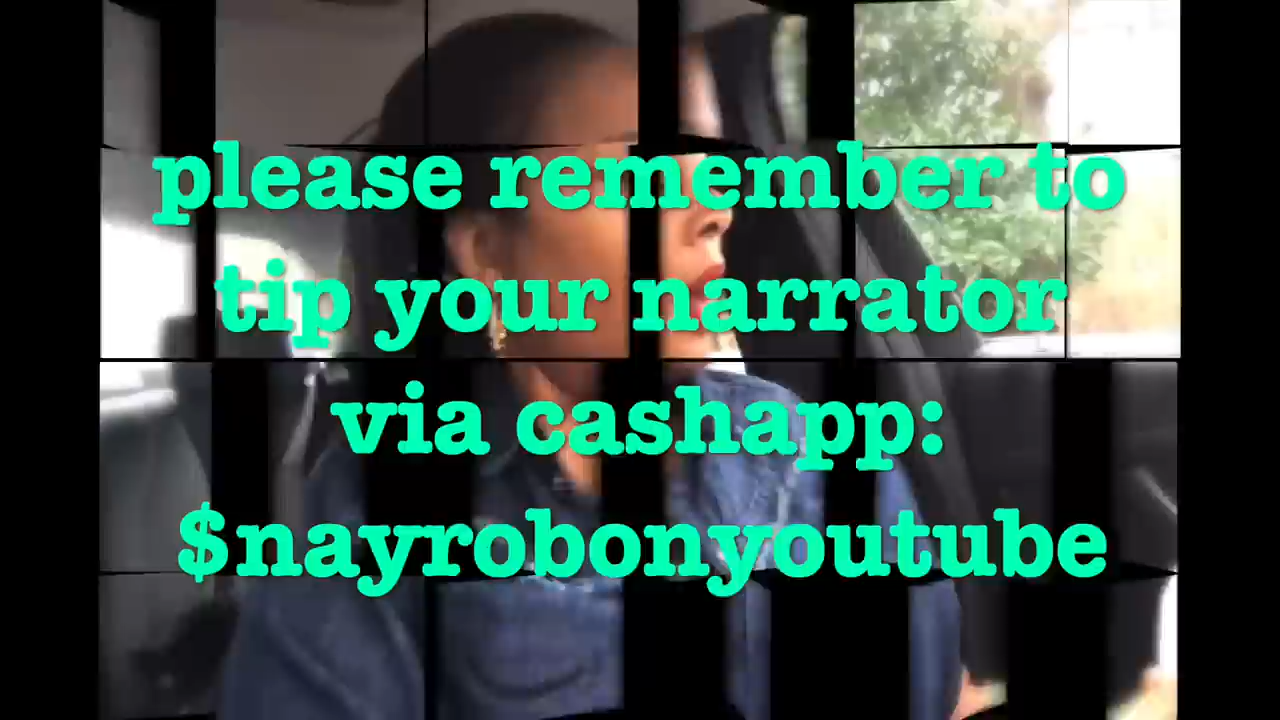 please remember to
tip your narrator
via cashapp:
$nayrobonyoutube